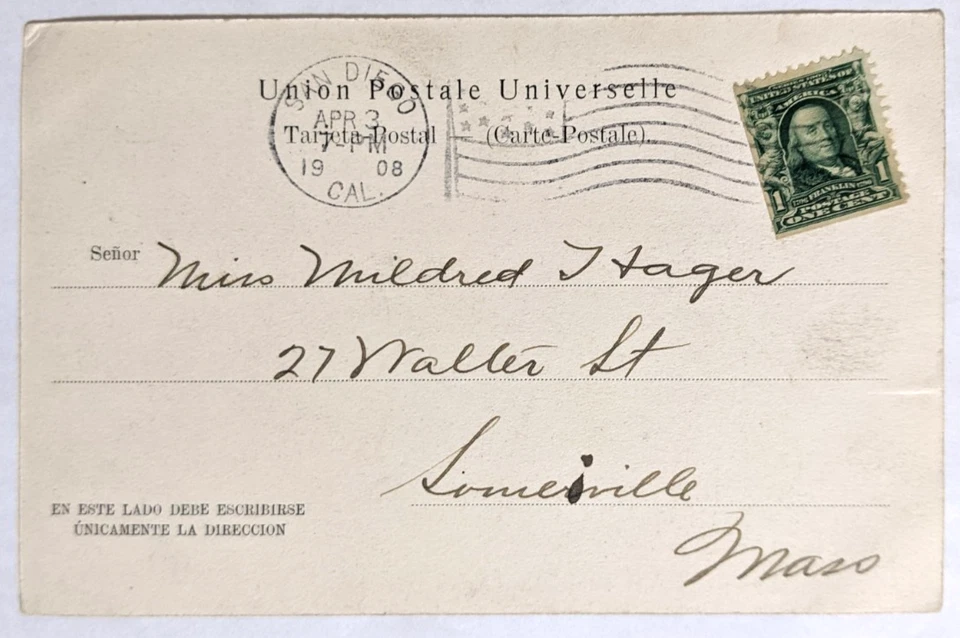 Union Postale Universelle
Tarjeta Postal — (Carte-Postale).
SAN DIEGO
APR 3
7-PM
19 08
CAL.
UNITED STATES OF
AMERICA
1 FRANKLIN 1
POSTAGE
ONE CENT
Señor Miss Mildred Hager
27 Walter St
Somerville
Mass
EN ESTE LADO DEBE ESCRIBIRSE
ÚNICAMENTE LA DIRECCION